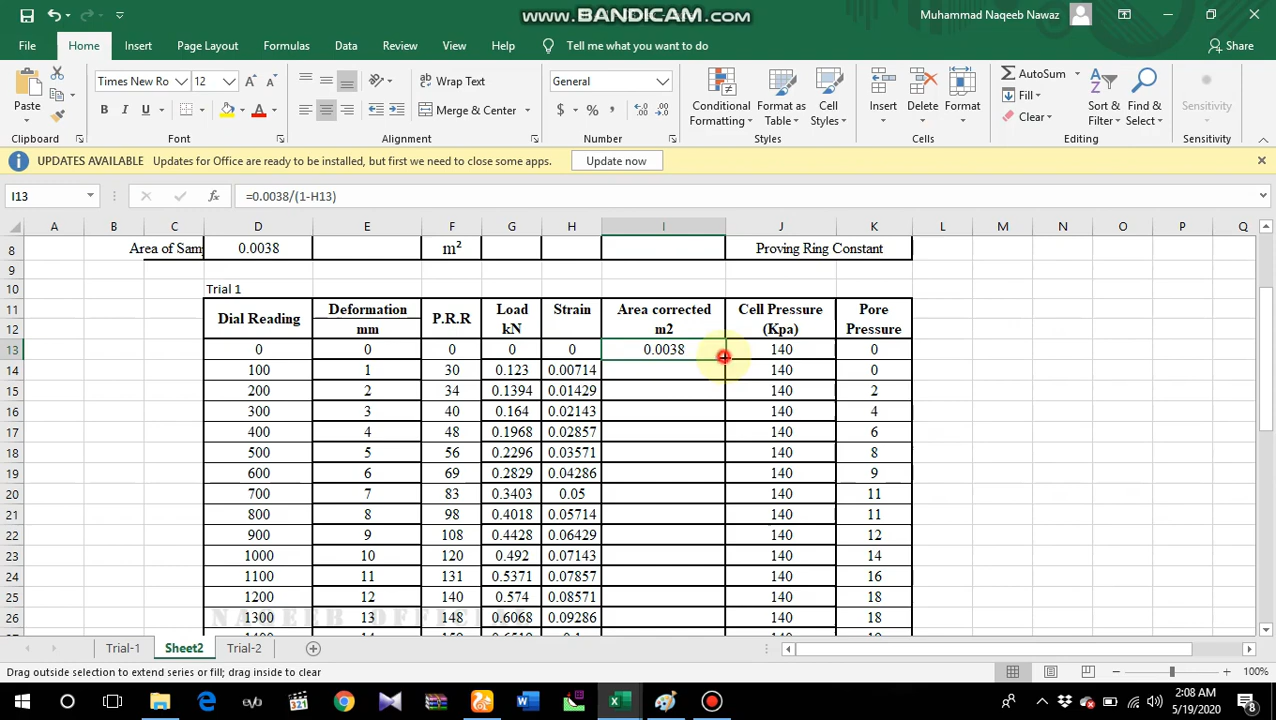 www.BANDICAM.com
Muhammad Naqeeb Nawaz
File Home Insert Page Layout Formulas Data Review View Help Tell me what you want to do Share
Paste
Times New Ro 12
B I U A
Wrap Text
Merge & Center
General
$ % ,
Conditional Formatting
Format as Table
Cell Styles
Insert Delete Format
AutoSum
Fill
Clear
Sort & Filter
Find & Select
Sensitivity
Clipboard Font Alignment Number Styles Cells Editing Sensitivity
UPDATES AVAILABLE Updates for Office are ready to be installed, but first we need to close some apps. Update now
I13 fx =0.0038/(1-H13)
A B C D E F G H I J K L M N O P Q
8 Area of Sam 0.0038 m² Proving Ring Constant
9
10 Trial 1
11 Deformation Load Strain Area corrected Cell Pressure Pore
Dial Reading P.R.R
12 mm kN m2 (Kpa) Pressure
13 0 0 0 0 0 0.0038 140 0
14 100 1 30 0.123 0.00714 140 0
15 200 2 34 0.1394 0.01429 140 2
16 300 3 40 0.164 0.02143 140 4
17 400 4 48 0.1968 0.02857 140 6
18 500 5 56 0.2296 0.03571 140 8
19 600 6 69 0.2829 0.04286 140 9
20 700 7 83 0.3403 0.05 140 11
21 800 8 98 0.4018 0.05714 140 11
22 900 9 108 0.4428 0.06429 140 12
23 1000 10 120 0.492 0.07143 140 14
24 1100 11 131 0.5371 0.07857 140 16
25 1200 12 140 0.574 0.08571 140 18
26 1300 13 148 0.6068 0.09286 140 18
Trial-1 Sheet2 Trial-2
Drag outside selection to extend series or fill; drag inside to clear
100%
2:08 AM
5/19/2020
8